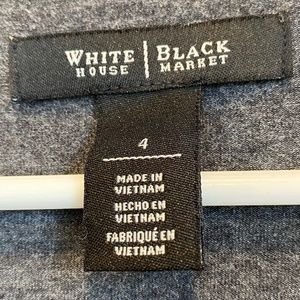 WHITE HOUSE | BLACK MARKET
4
MADE IN
VIETNAM
HECHO EN
VIETNAM
FABRIQUÉ EN
VIETNAM